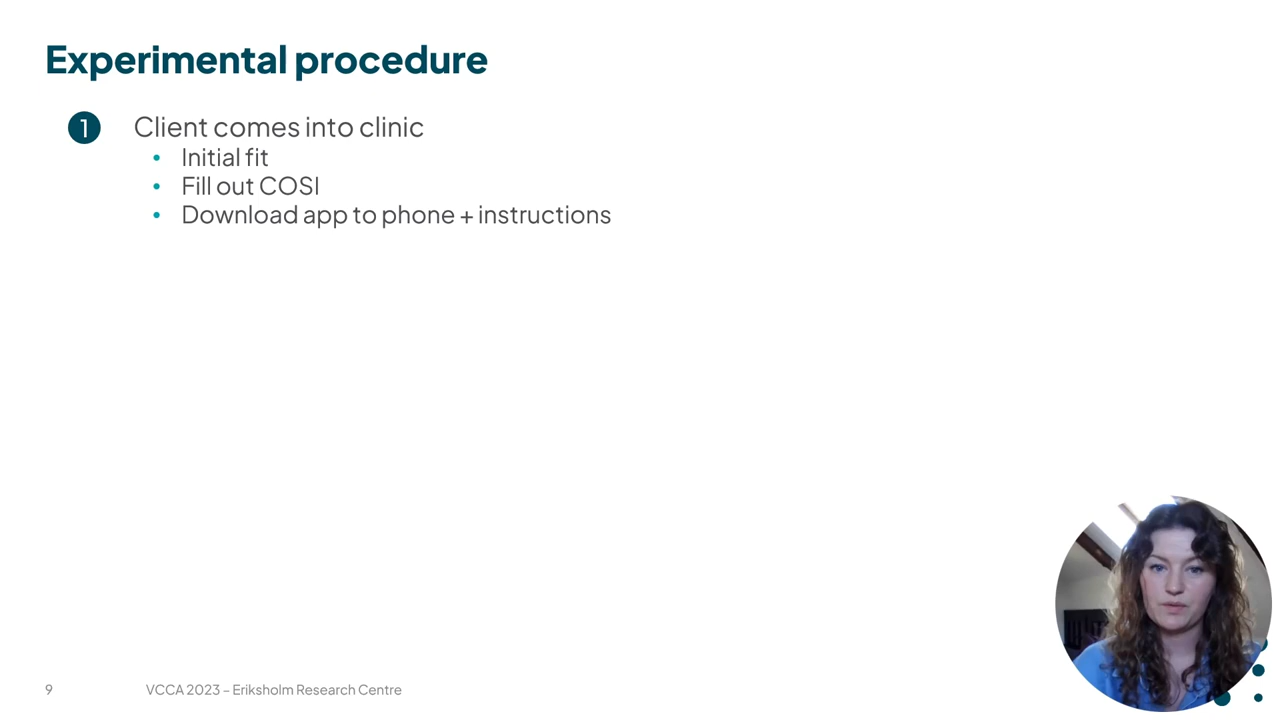 Experimental procedure
1 Client comes into clinic
• Initial fit
• Fill out COSI
• Download app to phone + instructions
9 VCCA 2023 – Eriksholm Research Centre